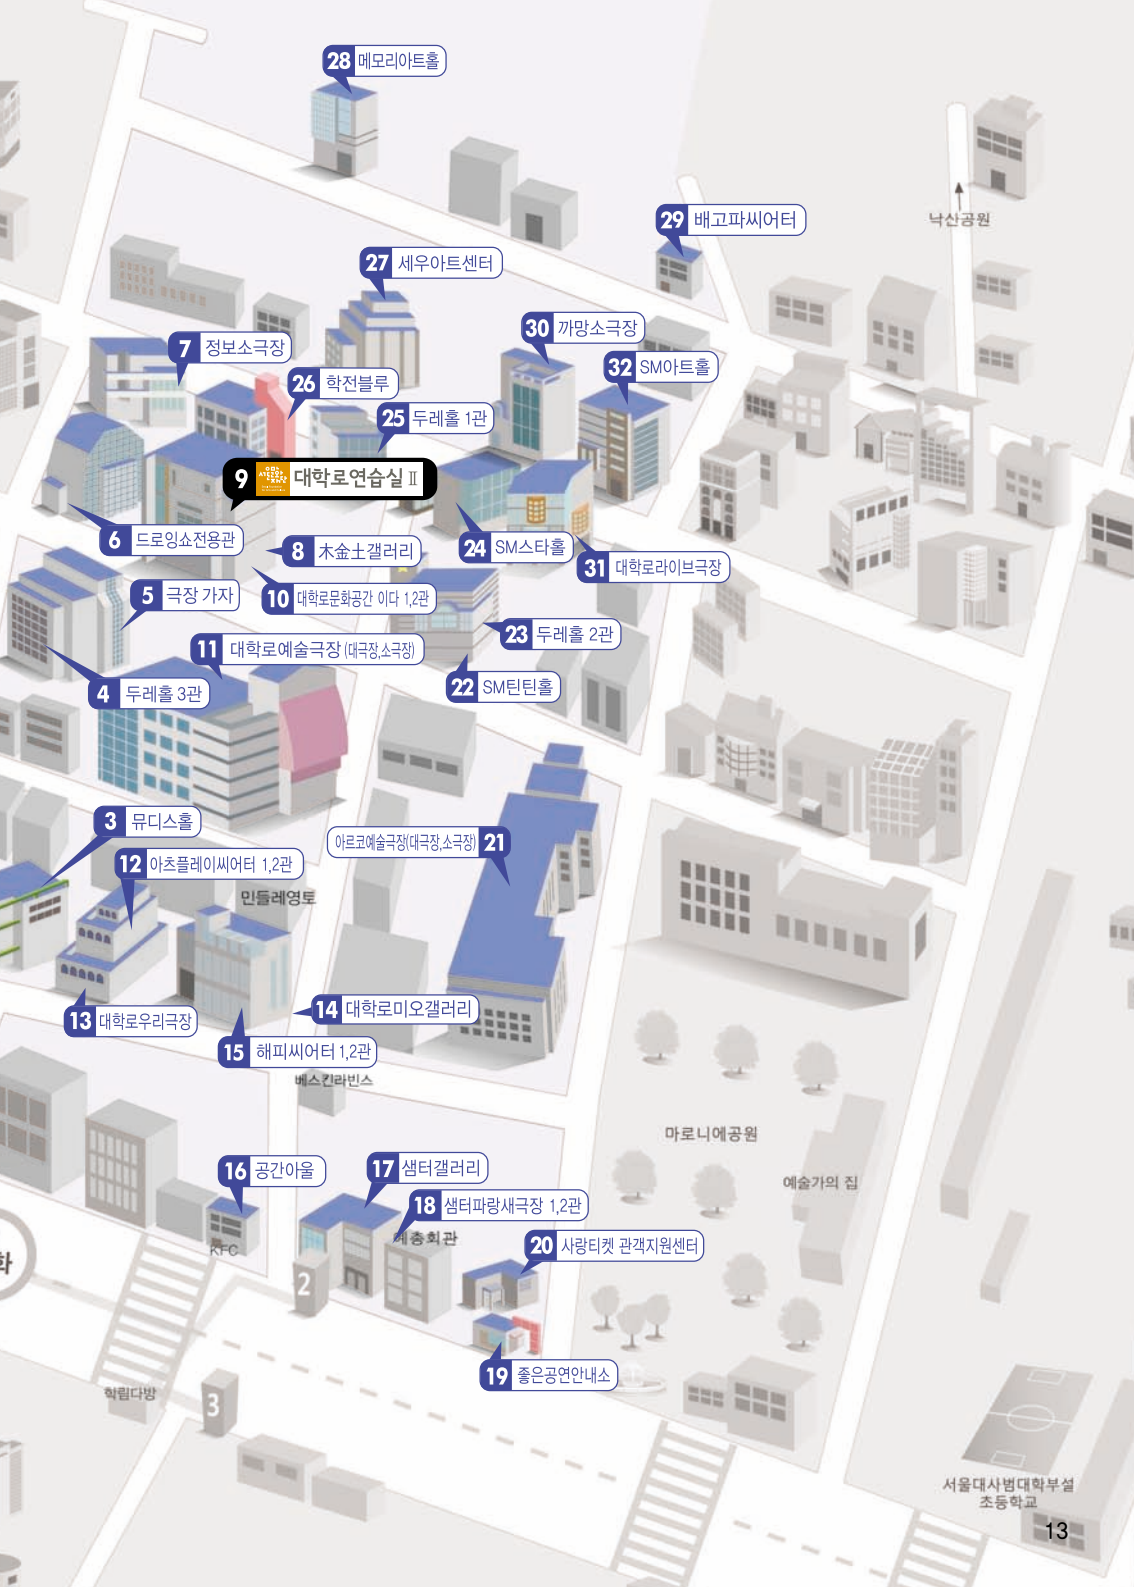 28 메모리아트홀
29 배고파씨어터
낙산공원
27 세우아트센터
30 까망소극장
7 정보소극장
32 SM아트홀
26 학전블루
25 두레홀 1관
9 서울문화재단 대학로연습실 Ⅱ
6 드로잉쇼전용관
8 木金土갤러리
24 SM스타홀
31 대학로라이브극장
5 극장 가자
10 대학로문화공간 이다 1,2관
23 두레홀 2관
11 대학로예술극장(대극장,소극장)
4 두레홀 3관
22 SM틴틴홀
3 뮤디스홀
아르코예술극장(대극장,소극장) 21
12 아츠플레이씨어터 1,2관
민들레영토
14 대학로미오갤러리
13 대학로우리극장
15 해피씨어터 1,2관
베스킨라빈스
마로니에공원
16 공간아울
17 샘터갤러리
예술가의 집
18 샘터파랑새극장 1,2관
예총회관
20 사랑티켓 관객지원센터
KFC
화
2
19 좋은공연안내소
학림다방
3
서울대사범대학부설
초등학교
13